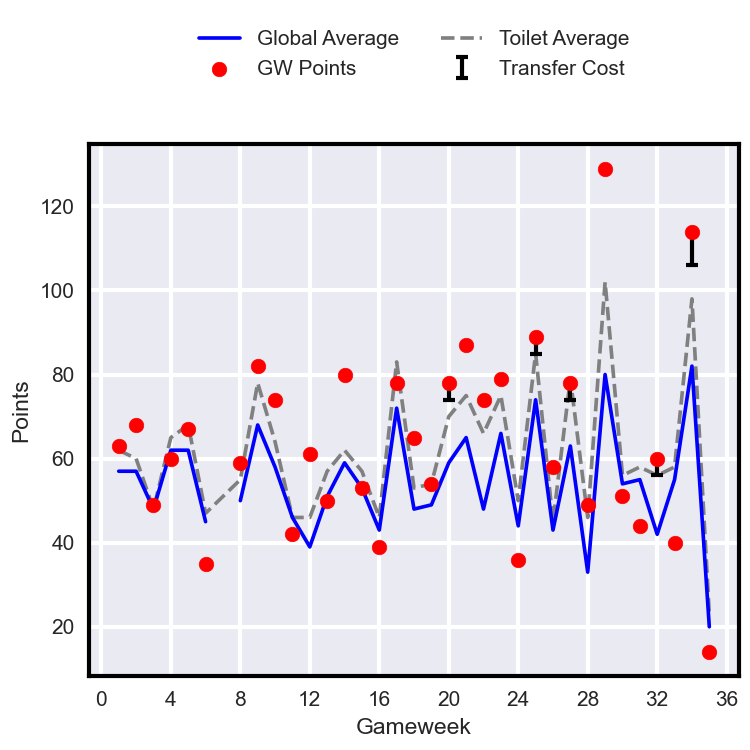 Global Average
Toilet Average
GW Points
Transfer Cost
120
100
80
60
40
20
Points
0 4 8 12 16 20 24 28 32 36
Gameweek